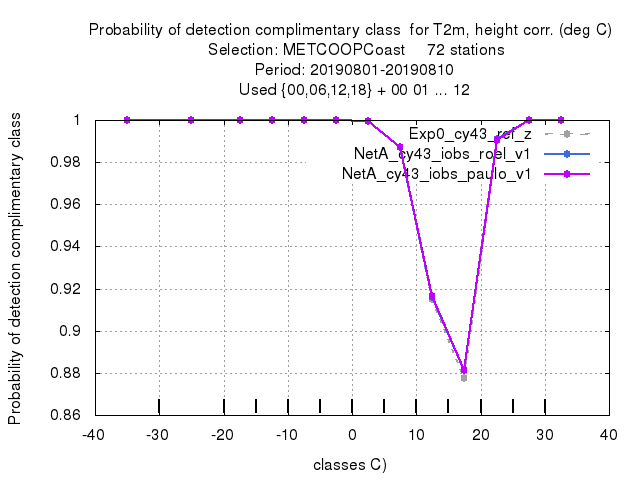 Probability of detection complimentary class  for T2m, height corr. (deg C)
Selection: METCOOPCoast     72 stations
Period: 20190801-20190810
Used {00,06,12,18} + 00 01 ... 12
Probability of detection complimentary class
1
0.98
0.96
0.94
0.92
0.9
0.88
0.86
Exp0_cy43_ref_z
NetA_cy43_iobs_roel_v1
NetA_cy43_iobs_paulo_v1
-40 -30 -20 -10 0 10 20 30 40
classes C)